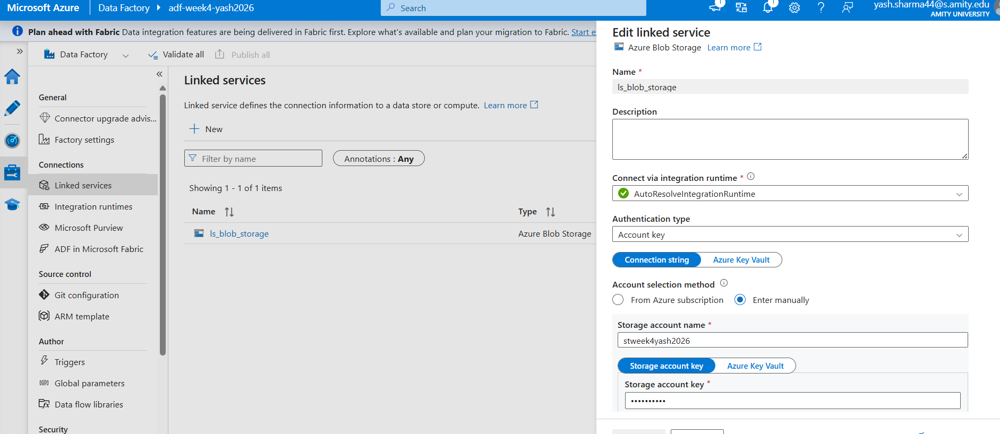 Microsoft Azure
Data Factory
adf-week4-yash2026
Search
1
1
yash.sharma44@s.amity.edu
AMITY UNIVERSITY
Plan ahead with Fabric Data integration features are being delivered in Fabric first. Explore what's available and plan your migration to Fabric. Start
Data Factory
Validate all
Publish all
General
Connector upgrade advis...
Factory settings
Connections
Linked services
Integration runtimes
Microsoft Purview
ADF in Microsoft Fabric
Source control
Git configuration
ARM template
Author
Triggers
Global parameters
Data flow libraries
Security
Linked services
Linked service defines the connection information to a data store or compute. Learn more
New
Filter by name
Annotations : Any
Showing 1 - 1 of 1 items
Name
Type
ls_blob_storage
Azure Blob Storage
Edit linked service
Azure Blob Storage Learn more
Name *
ls_blob_storage
Description
Connect via integration runtime *
AutoResolveIntegrationRuntime
Authentication type
Account key
Connection string
Azure Key Vault
Account selection method
From Azure subscription
Enter manually
Storage account name *
stweek4yash2026
Storage account key
Azure Key Vault
Storage account key *
••••••••••